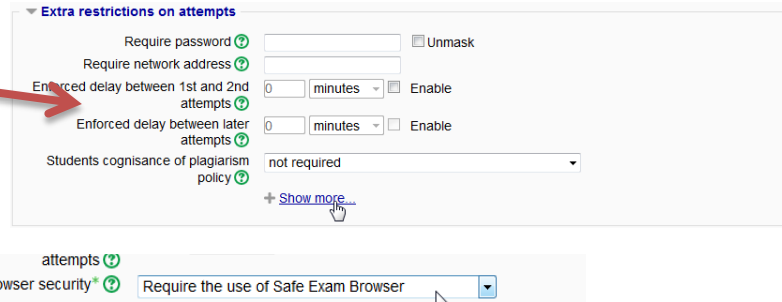 Extra restrictions on attempts
Require password Unmask
Require network address
Enforced delay between 1st and 2nd attempts 0 minutes Enable
Enforced delay between later attempts 0 minutes Enable
Students cognisance of plagiarism policy not required
Show more...
attempts
owser security* Require the use of Safe Exam Browser